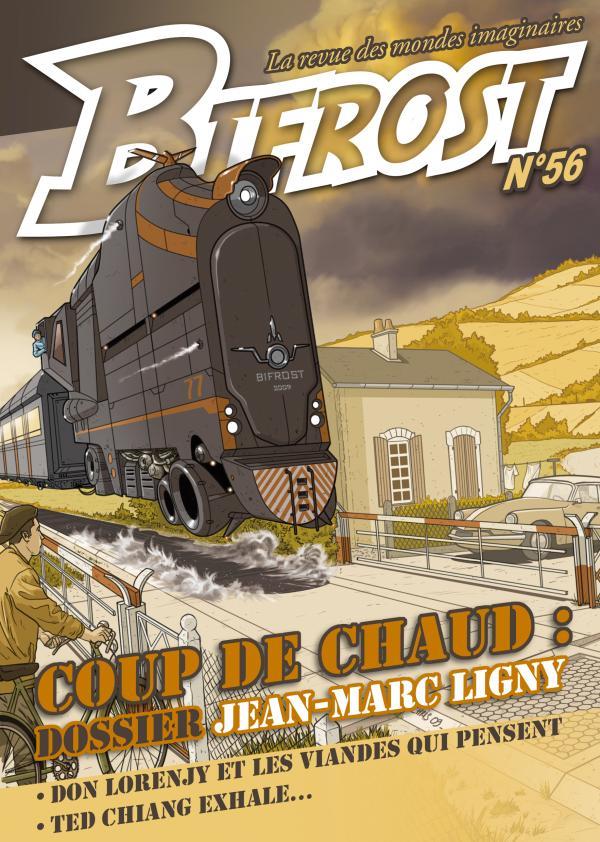 La revue des mondes imaginaires
BIFROST
N°56
77
BIFROST
2009
COUP DE CHAUD :
DOSSIER JEAN-MARC LIGNY
• DON LORENJY ET LES VIANDES QUI PENSENT
• TED CHIANG EXHALE...